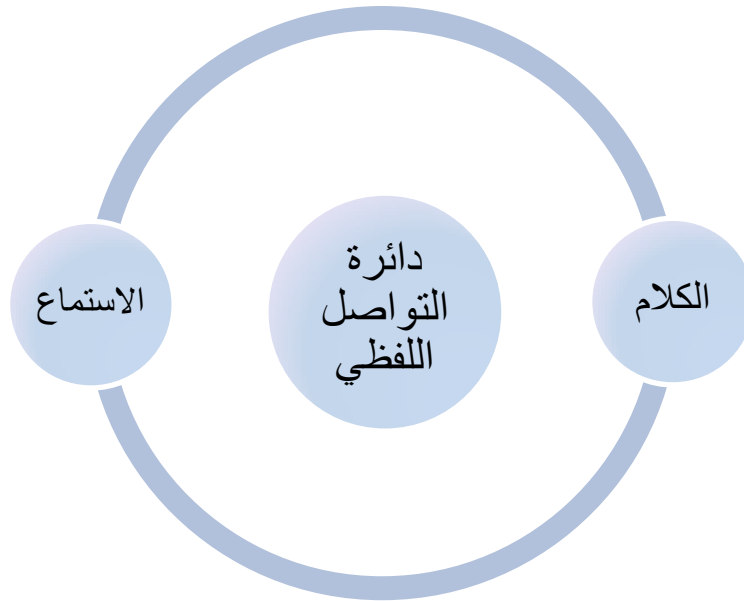 دائرة
التواصل
اللفظي
الكلام
الاستماع